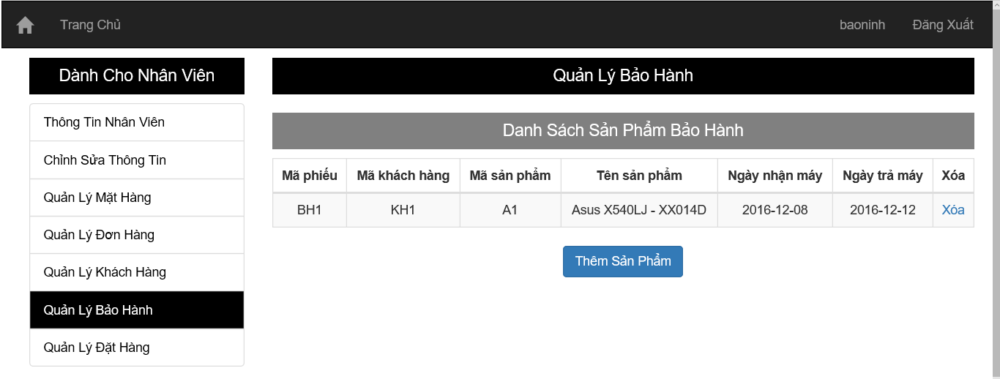 Trang Chủ baoninh Đăng Xuất
Dành Cho Nhân Viên
Thông Tin Nhân Viên
Chỉnh Sửa Thông Tin
Quản Lý Mặt Hàng
Quản Lý Đơn Hàng
Quản Lý Khách Hàng
Quản Lý Bảo Hành
Quản Lý Đặt Hàng
Quản Lý Bảo Hành
Danh Sách Sản Phẩm Bảo Hành
Mã phiếu Mã khách hàng Mã sản phẩm Tên sản phẩm Ngày nhận máy Ngày trả máy Xóa
BH1 KH1 A1 Asus X540LJ - XX014D 2016-12-08 2016-12-12 Xóa
Thêm Sản Phẩm